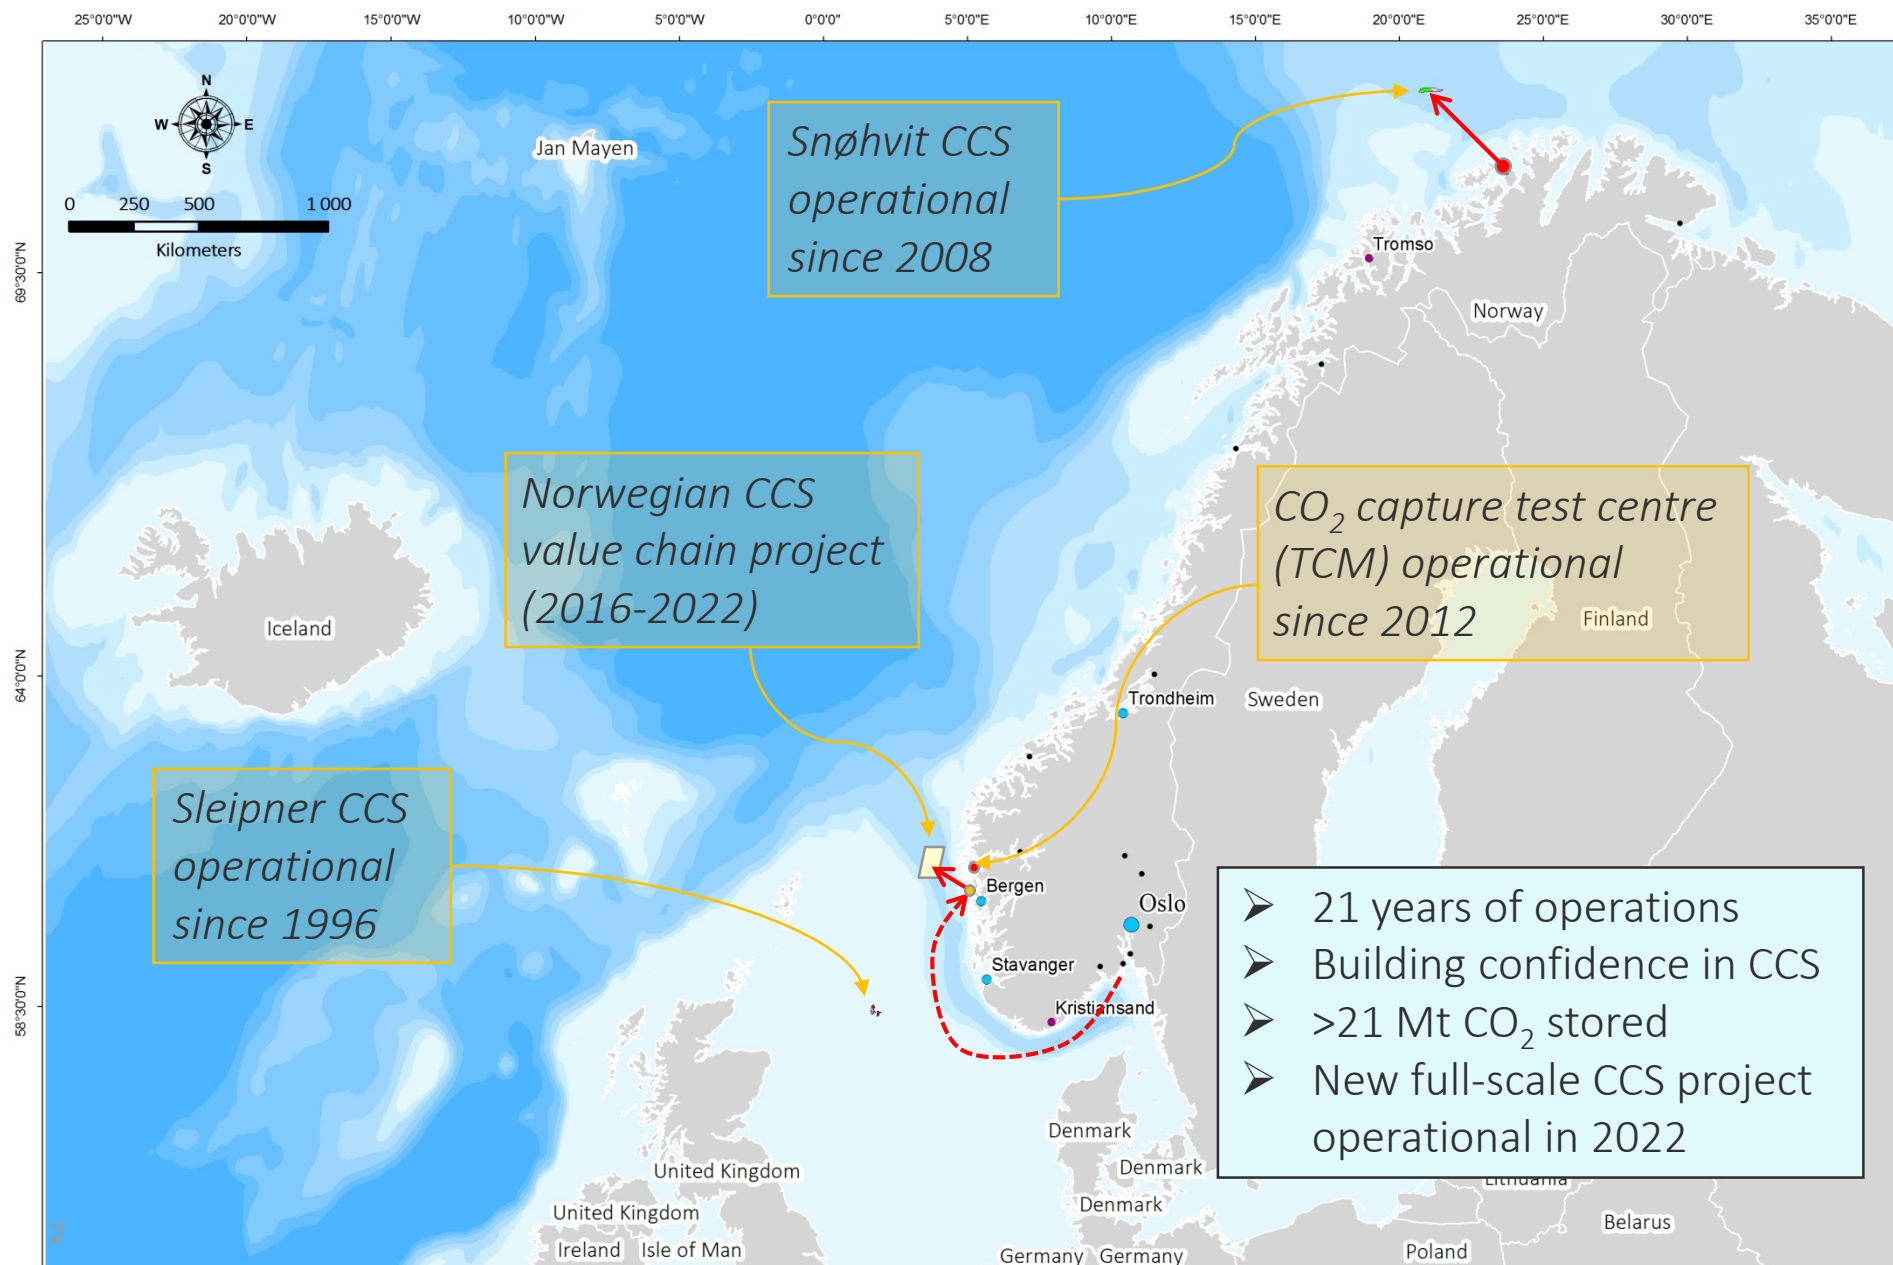 25°0'0"W
20°0'0"W
15°0'0"W
10°0'0"W
5°0'0"W
0°0'0"
5°0'0"E
10°0'0"E
15°0'0"E
20°0'0"E
25°0'0"E
30°0'0"E
35°0'0"E
N
W E
S
0 250 500 1 000
Kilometers
69°30'0"N
64°0'0"N
58°30'0"N
Jan Mayen
Snøhvit CCS
operational
since 2008
Tromso
Norway
Norwegian CCS
value chain project
(2016-2022)
CO₂ capture test centre
(TCM) operational
since 2012
Iceland
Finland
Trondheim
Sweden
Sleipner CCS
operational
since 1996
Bergen
Oslo
Stavanger
Kristiansand
➢ 21 years of operations
➢ Building confidence in CCS
➢ >21 Mt CO₂ stored
➢ New full-scale CCS project
operational in 2022
Denmark
United Kingdom
Denmark
Lithuania
Denmark
United Kingdom
Belarus
Ireland
Isle of Man
Germany
Germany
Poland
2